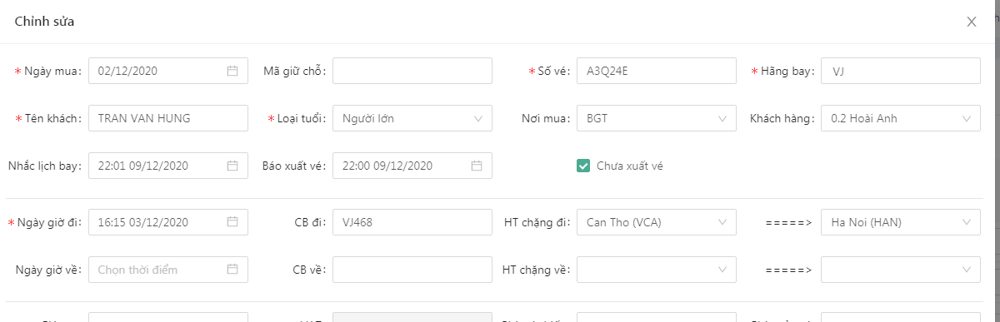 Chỉnh sửa
* Ngày mua: 02/12/2020 Mã giữ chỗ: * Số vé: A3Q24E * Hãng bay: VJ
* Tên khách: TRAN VAN HUNG * Loại tuổi: Người lớn Nơi mua: BGT Khách hàng: 0.2 Hoài Anh
Nhắc lịch bay: 22:01 09/12/2020 Báo xuất vé: 22:00 09/12/2020 Chưa xuất vé
* Ngày giờ đi: 16:15 03/12/2020 CB đi: VJ468 HT chặng đi: Can Tho (VCA) =====> Ha Noi (HAN)
Ngày giờ về: Chọn thời điểm CB về: HT chặng về: =====>